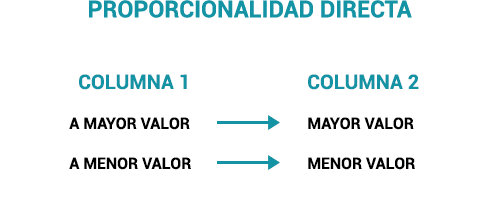 PROPORCIONALIDAD DIRECTA
COLUMNA 1 COLUMNA 2
A MAYOR VALOR MAYOR VALOR
A MENOR VALOR MENOR VALOR